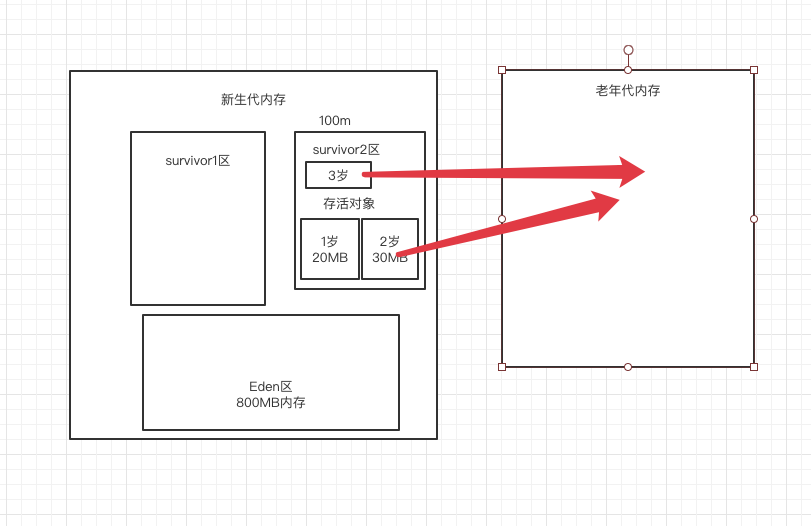 新生代内存
老年代内存
100m
survivor1区
survivor2区
3岁
存活对象
1岁
20MB
2岁
30MB
Eden区
800MB内存